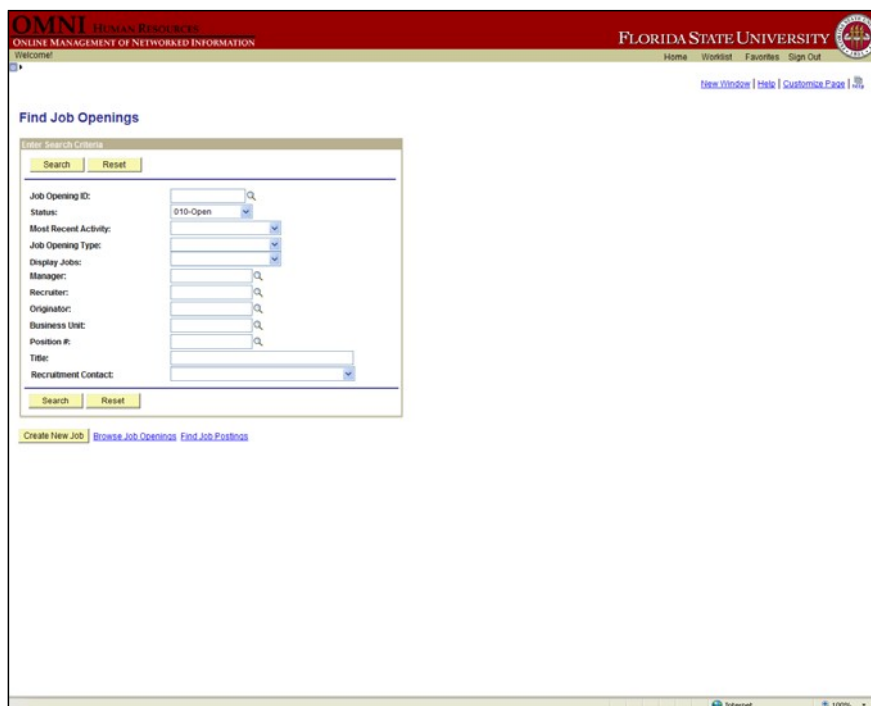 OMNI HUMAN RESOURCES
ONLINE MANAGEMENT OF NETWORKED INFORMATION
FLORIDA STATE UNIVERSITY
Welcome!
Home Worklist Favorites Sign Out
New Window | Help | Customize Page |
Find Job Openings
Enter Search Criteria
Search Reset
Job Opening ID:
Status: 010-Open
Most Recent Activity:
Job Opening Type:
Display Jobs:
Manager:
Recruiter:
Originator:
Business Unit:
Position #:
Title:
Recruitment Contact:
Search Reset
Create New Job Browse Job Openings Find Job Postings
Internet 100%